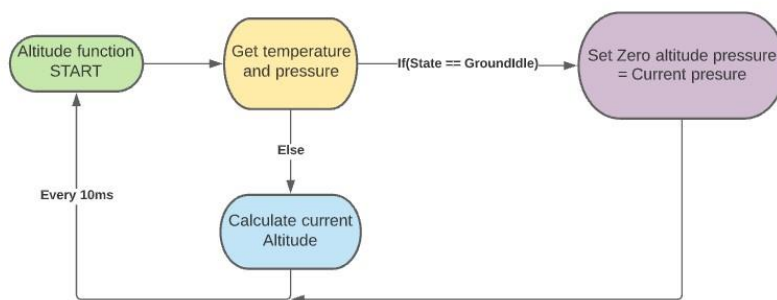 Altitude function
START
Get temperature
and pressure
If(State == GroundIdle)
Set Zero altitude pressure
= Current presure
Else
Every 10ms
Calculate current
Altitude